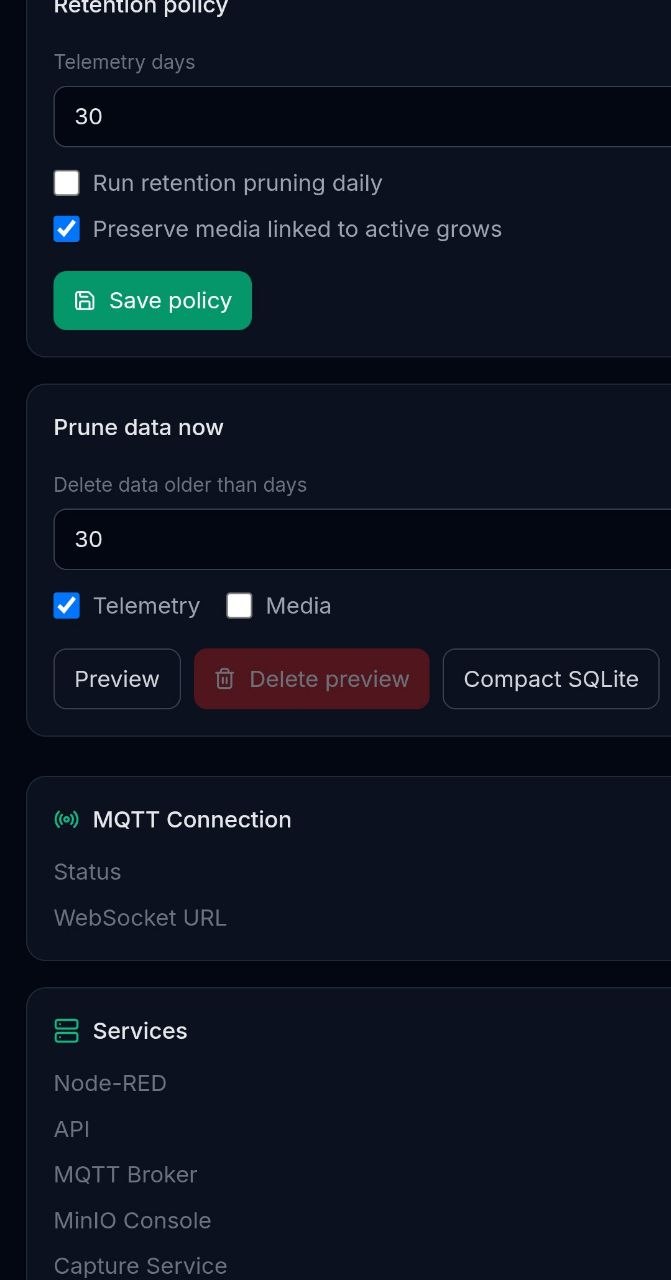 Retention policy
Telemetry days
30
Run retention pruning daily
Preserve media linked to active grows
Save policy
Prune data now
Delete data older than days
30
Telemetry Media
Preview Delete preview Compact SQLite
MQTT Connection
Status
WebSocket URL
Services
Node-RED
API
MQTT Broker
MinIO Console
Capture Service